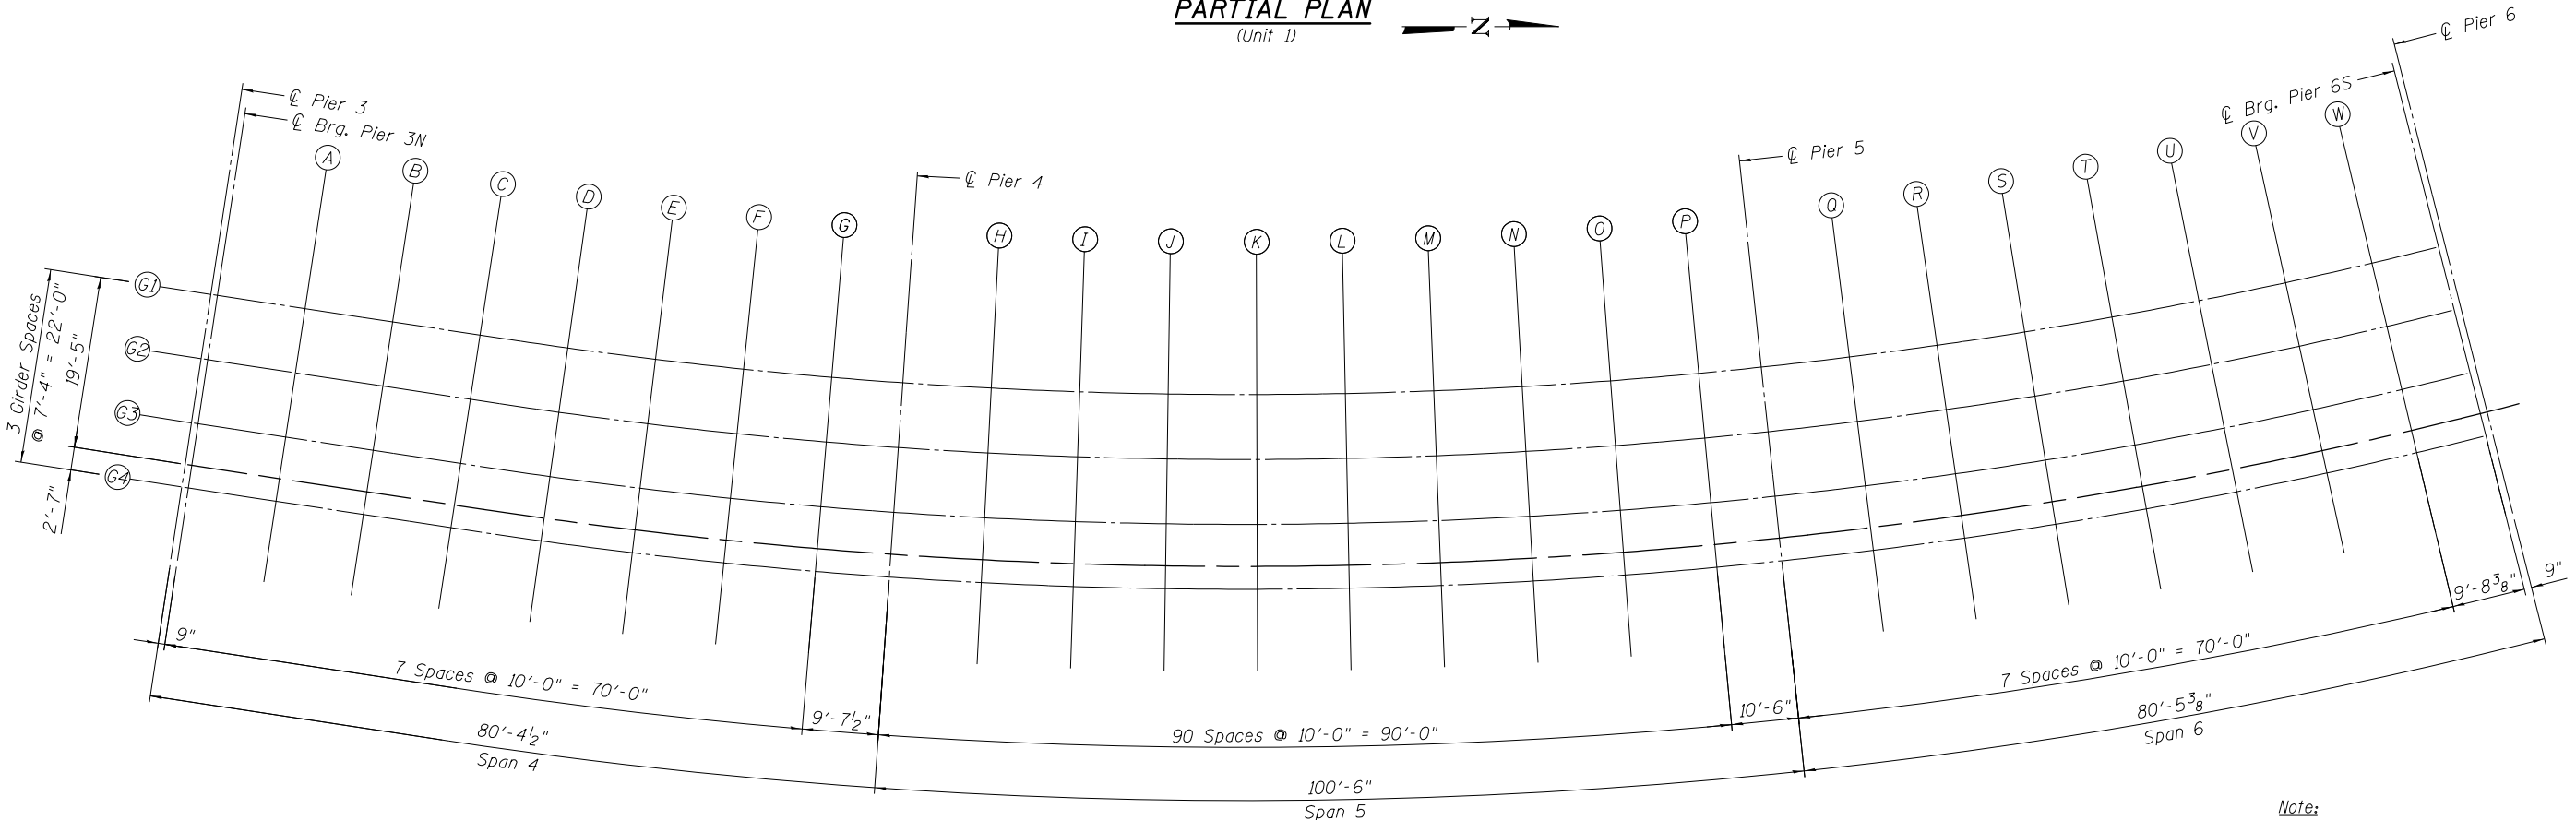 PARTIAL PLAN
(Unit 1)
N
℄ Pier 3
℄ Brg. Pier 3N
℄ Pier 4
℄ Pier 5
℄ Brg. Pier 6S
℄ Pier 6
A
B
C
D
E
F
G
H
I
J
K
L
M
N
O
P
Q
R
S
T
U
V
W
G1
G2
G3
G4
3 Girder Spaces
@ 7'-4" = 22'-0"
19'-5"
2'-7"
9"
7 Spaces @ 10'-0" = 70'-0"
9'-7½"
90 Spaces @ 10'-0" = 90'-0"
10'-6"
7 Spaces @ 10'-0" = 70'-0"
9'-8⅜"
9"
80'-4½"
Span 4
100'-6"
Span 5
80'-5⅜"
Span 6
Note: